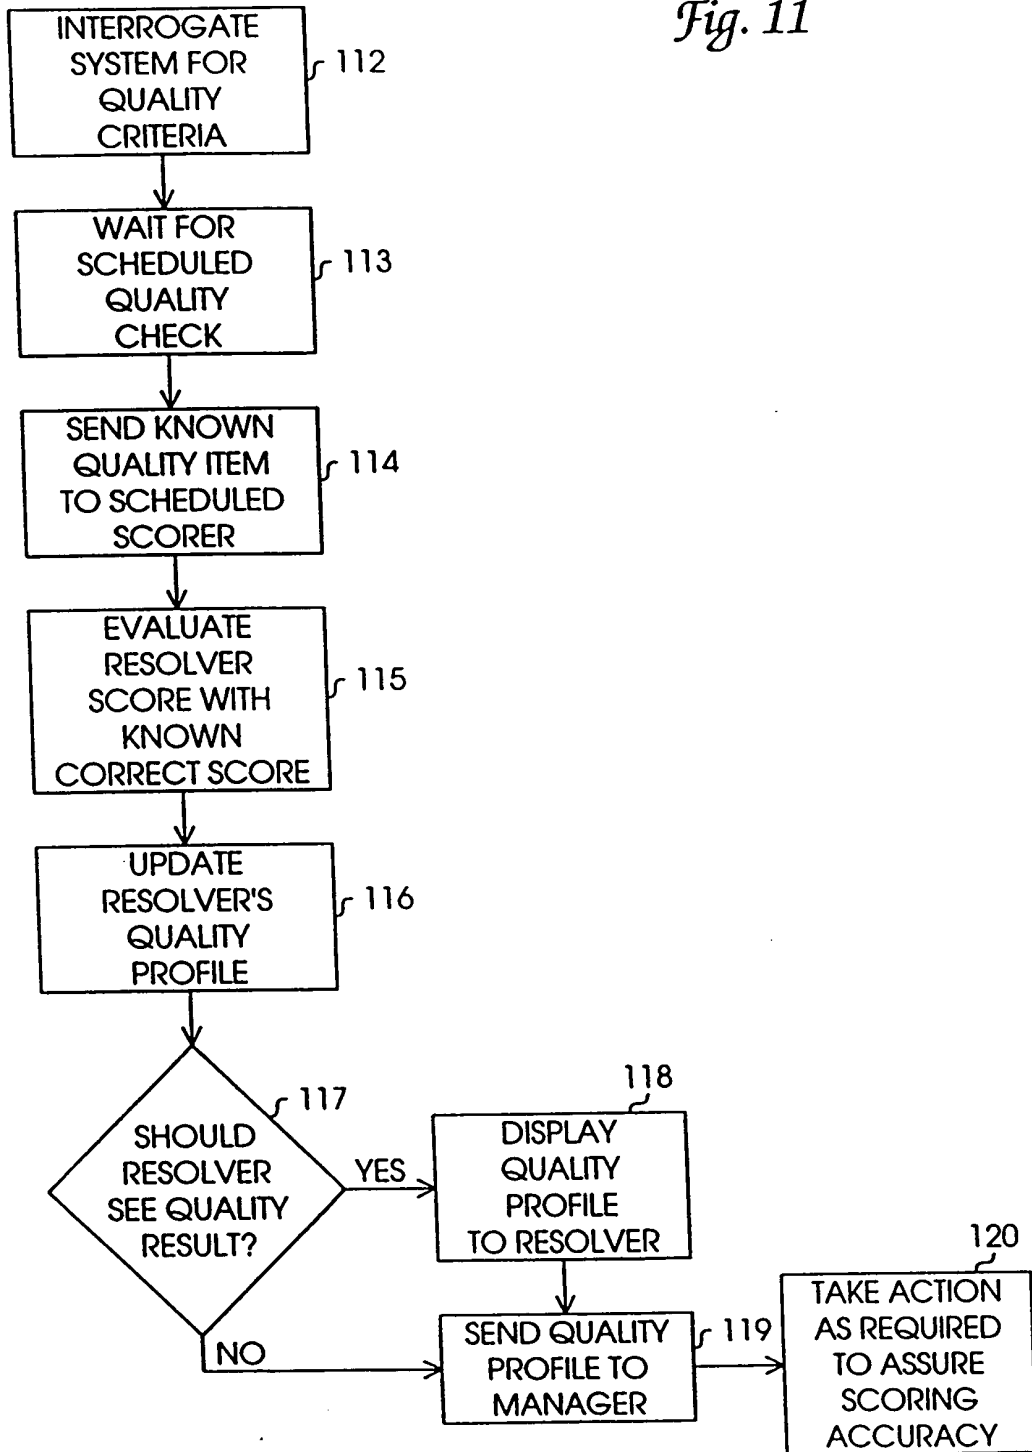 Fig. 11
INTERROGATE
SYSTEM FOR
QUALITY
CRITERIA
112
WAIT FOR
SCHEDULED
QUALITY
CHECK
113
SEND KNOWN
QUALITY ITEM
TO SCHEDULED
SCORER
114
EVALUATE
RESOLVER
SCORE WITH
KNOWN
CORRECT SCORE
115
UPDATE
RESOLVER'S
QUALITY
PROFILE
116
SHOULD
RESOLVER
SEE QUALITY
RESULT?
117
YES
NO
DISPLAY
QUALITY
PROFILE
TO RESOLVER
118
SEND QUALITY
PROFILE TO
MANAGER
119
TAKE ACTION
AS REQUIRED
TO ASSURE
SCORING
ACCURACY
120